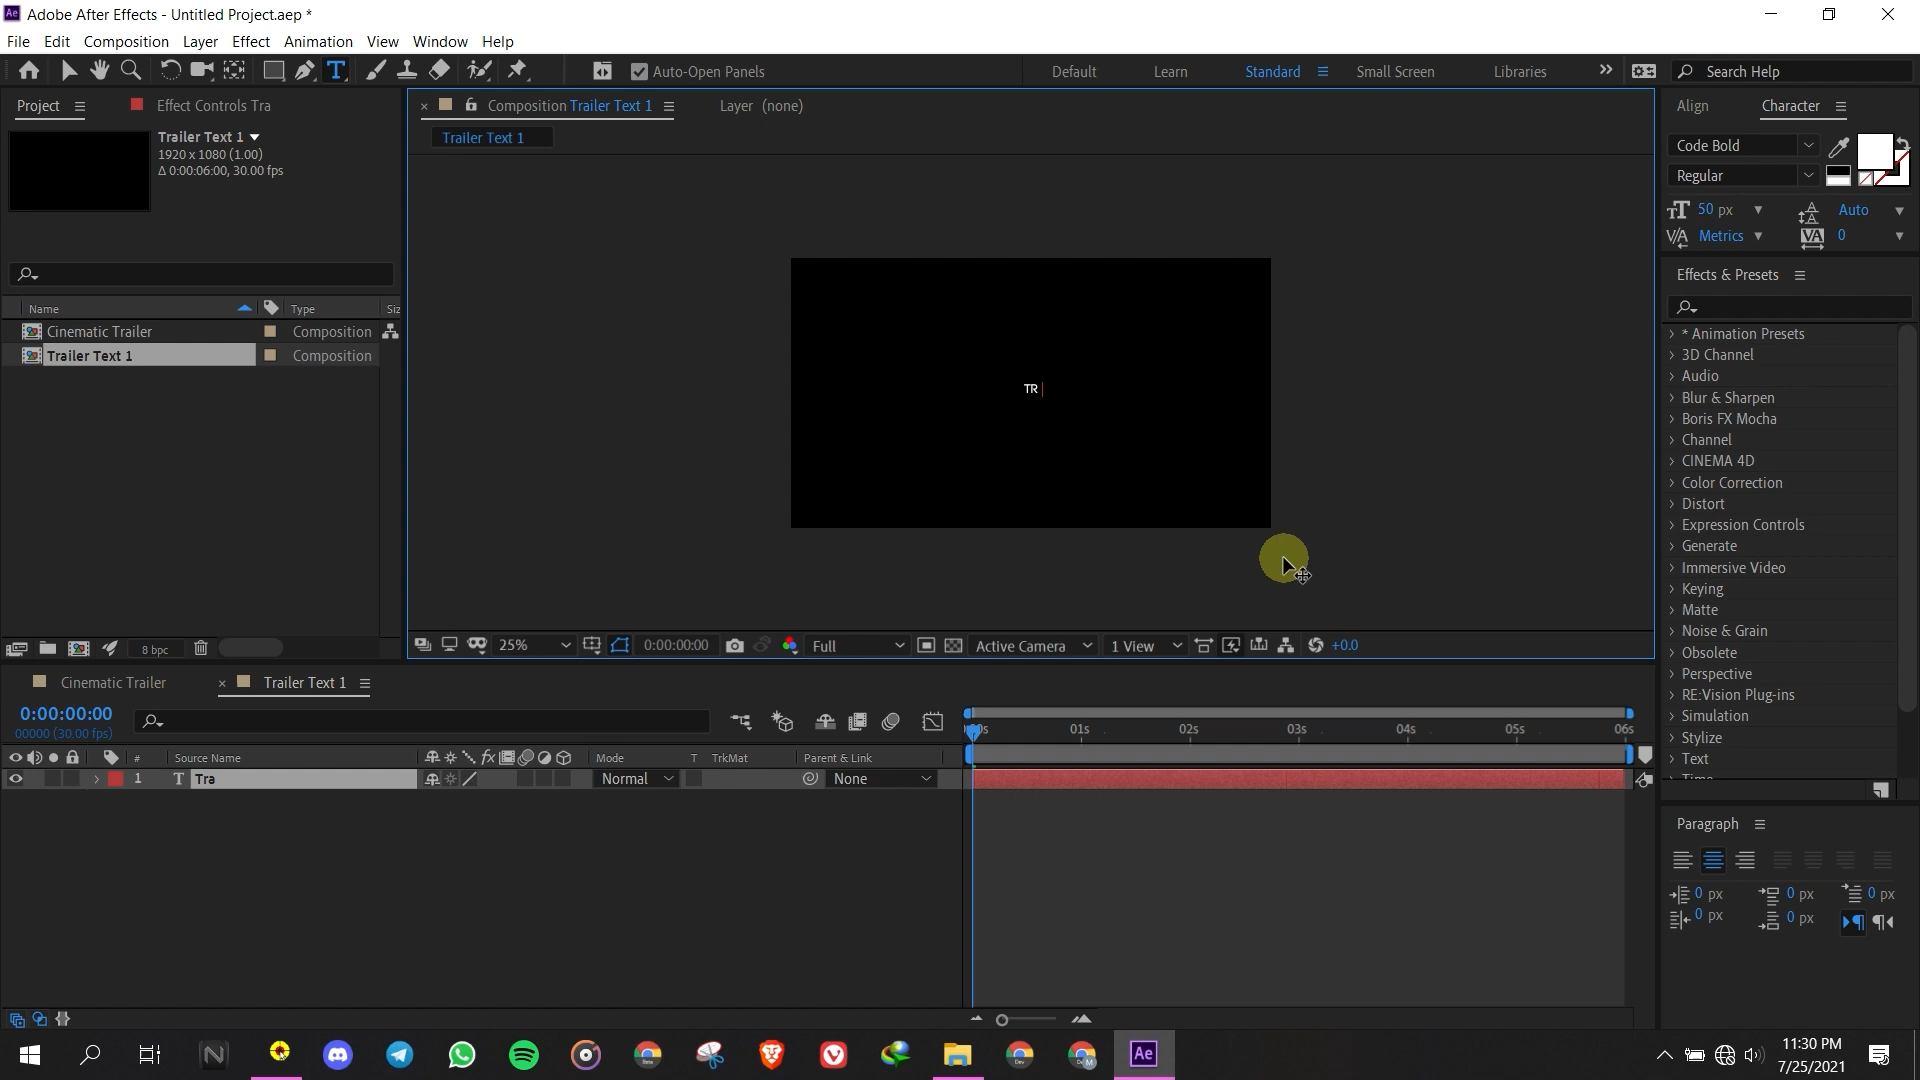 Adobe After Effects - Untitled Project.aep *
File Edit Composition Layer Effect Animation View Window Help
Auto-Open Panels
Default Learn Standard Small Screen Libraries
Search Help
Project
Effect Controls Tra
Composition Trailer Text 1
Layer (none)
Align Character
Trailer Text 1
1920 x 1080 (1.00)
Δ 0:00:06:00, 30.00 fps
Trailer Text 1
Code Bold
Regular
50 px
Auto
Metrics
0
Effects & Presets
Name Type Siz
Cinematic Trailer Composition
Trailer Text 1 Composition
TR
* Animation Presets
3D Channel
Audio
Blur & Sharpen
Boris FX Mocha
Channel
CINEMA 4D
Color Correction
Distort
Expression Controls
Generate
Immersive Video
Keying
Matte
Noise & Grain
Obsolete
Perspective
RE:Vision Plug-ins
Simulation
Stylize
Text
Time
8 bpc
25%
0:00:00:00
Full
Active Camera
1 View
+0.0
Cinematic Trailer
Trailer Text 1
0:00:00:00
00000 (30.00 fps)
01s 02s 03s 04s 05s 06s
# Source Name Mode T TrkMat Parent & Link
1 T Tra Normal None
Paragraph
0 px 0 px 0 px
0 px 0 px
11:30 PM
7/25/2021